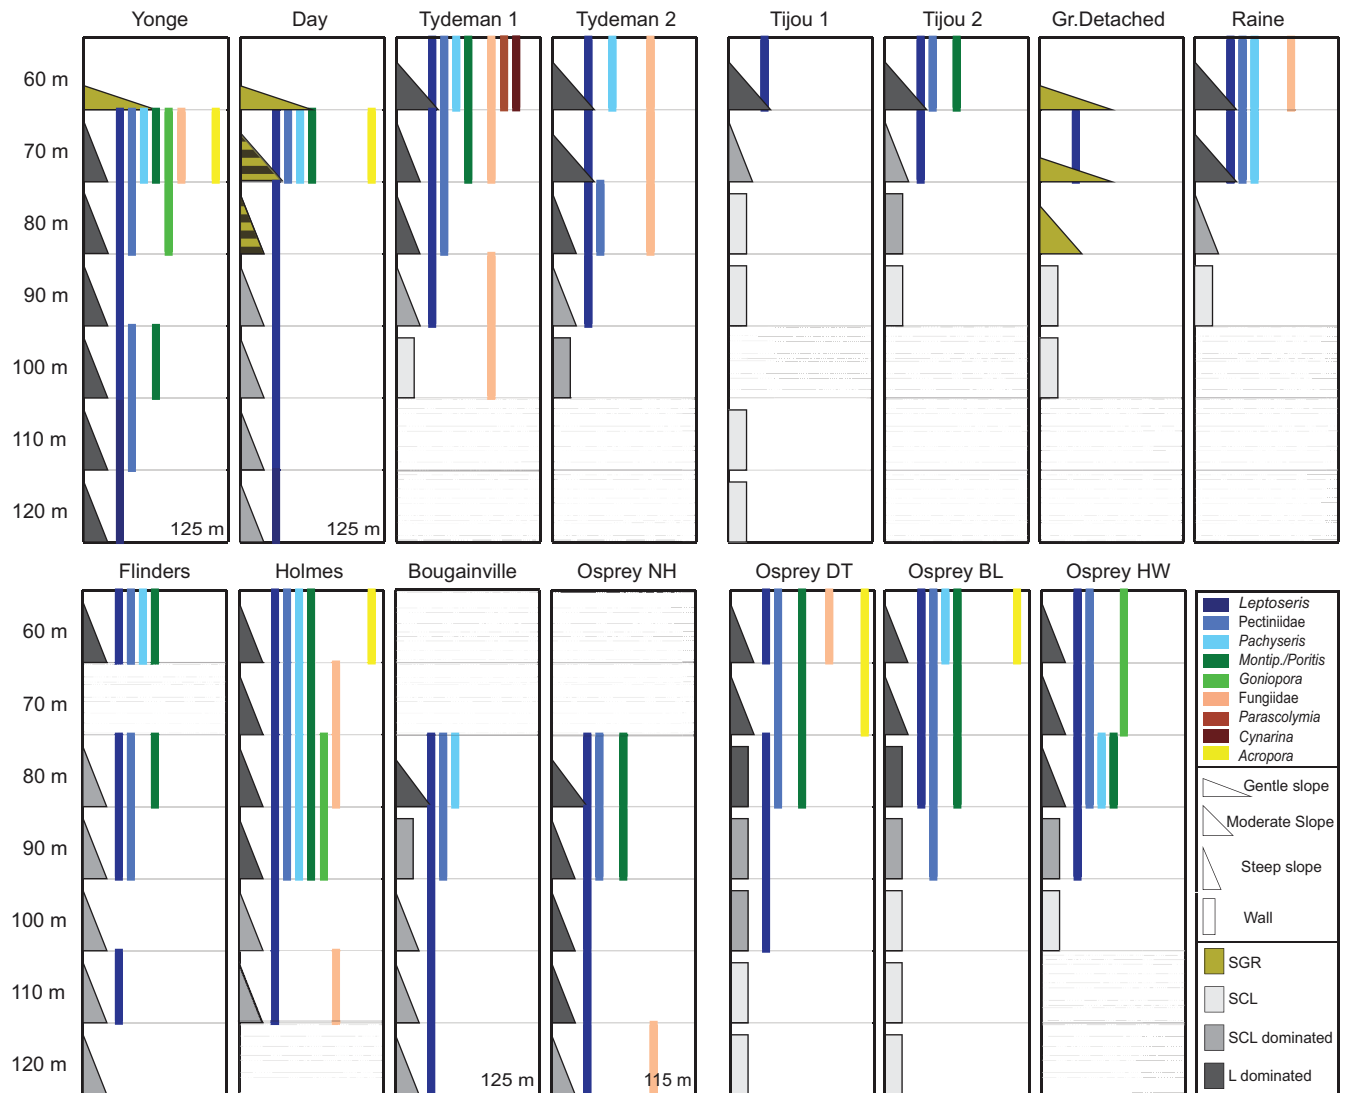 Yonge Day Tydeman 1 Tydeman 2 Tijou 1 Tijou 2 Gr.Detached Raine
60 m
70 m
80 m
90 m
100 m
110 m
120 m
125 m 125 m
Flinders Holmes Bougainville Osprey NH Osprey DT Osprey BL Osprey HW
60 m
70 m
80 m
90 m
100 m
110 m
120 m
125 m 115 m
Leptoseris
Pectiniidae
Pachyseris
Montip./Poritis
Goniopora
Fungiidae
Parascolymia
Cynarina
Acropora
Gentle slope
Moderate Slope
Steep slope
Wall
SGR
SCL
SCL dominated
L dominated